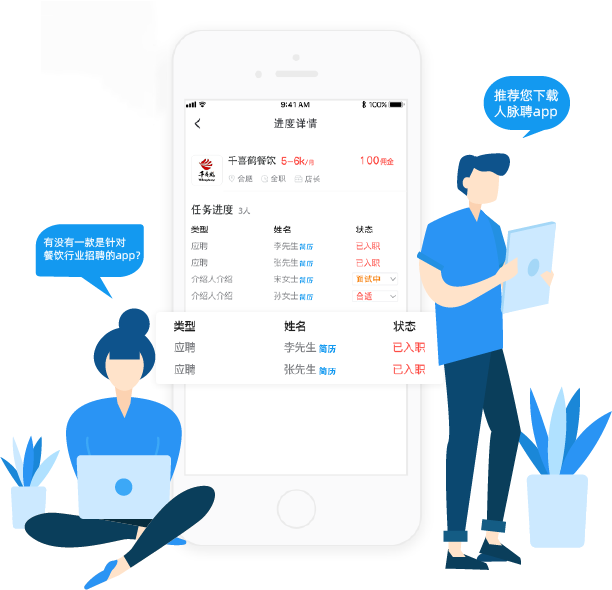 推荐您下载
人脉聘app
9:41 AM
100%
进度详情
千喜鹤餐饮 5-6k/月 100佣金
全职 店长
任务进度 3人
有没有一款是针对
餐饮行业招聘的app?
类型 姓名 状态
应聘 李先生 简历 已入职
应聘 张先生 简历 已入职
介绍人介绍 宋女士 简历 面试中
介绍人介绍 孙女士 简历 合适
类型 姓名 状态
应聘 李先生 简历 已入职
应聘 张先生 简历 已入职